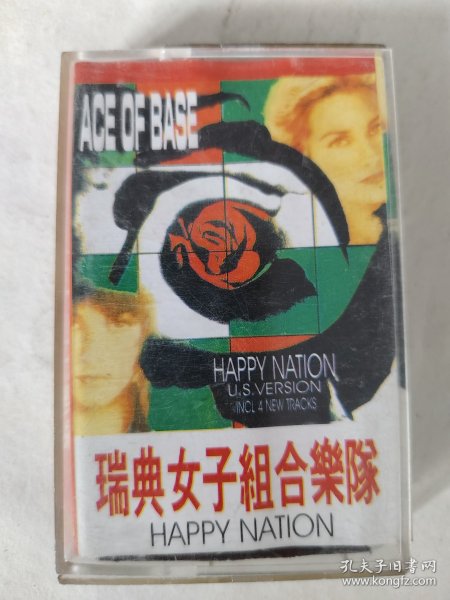 ACE OF BASE
HAPPY NATION
U.S.VERSION
INCL 4 NEW TRACKS
瑞典女子組合樂隊
HAPPY NATION
孔夫子旧书网
www.kongfz.com